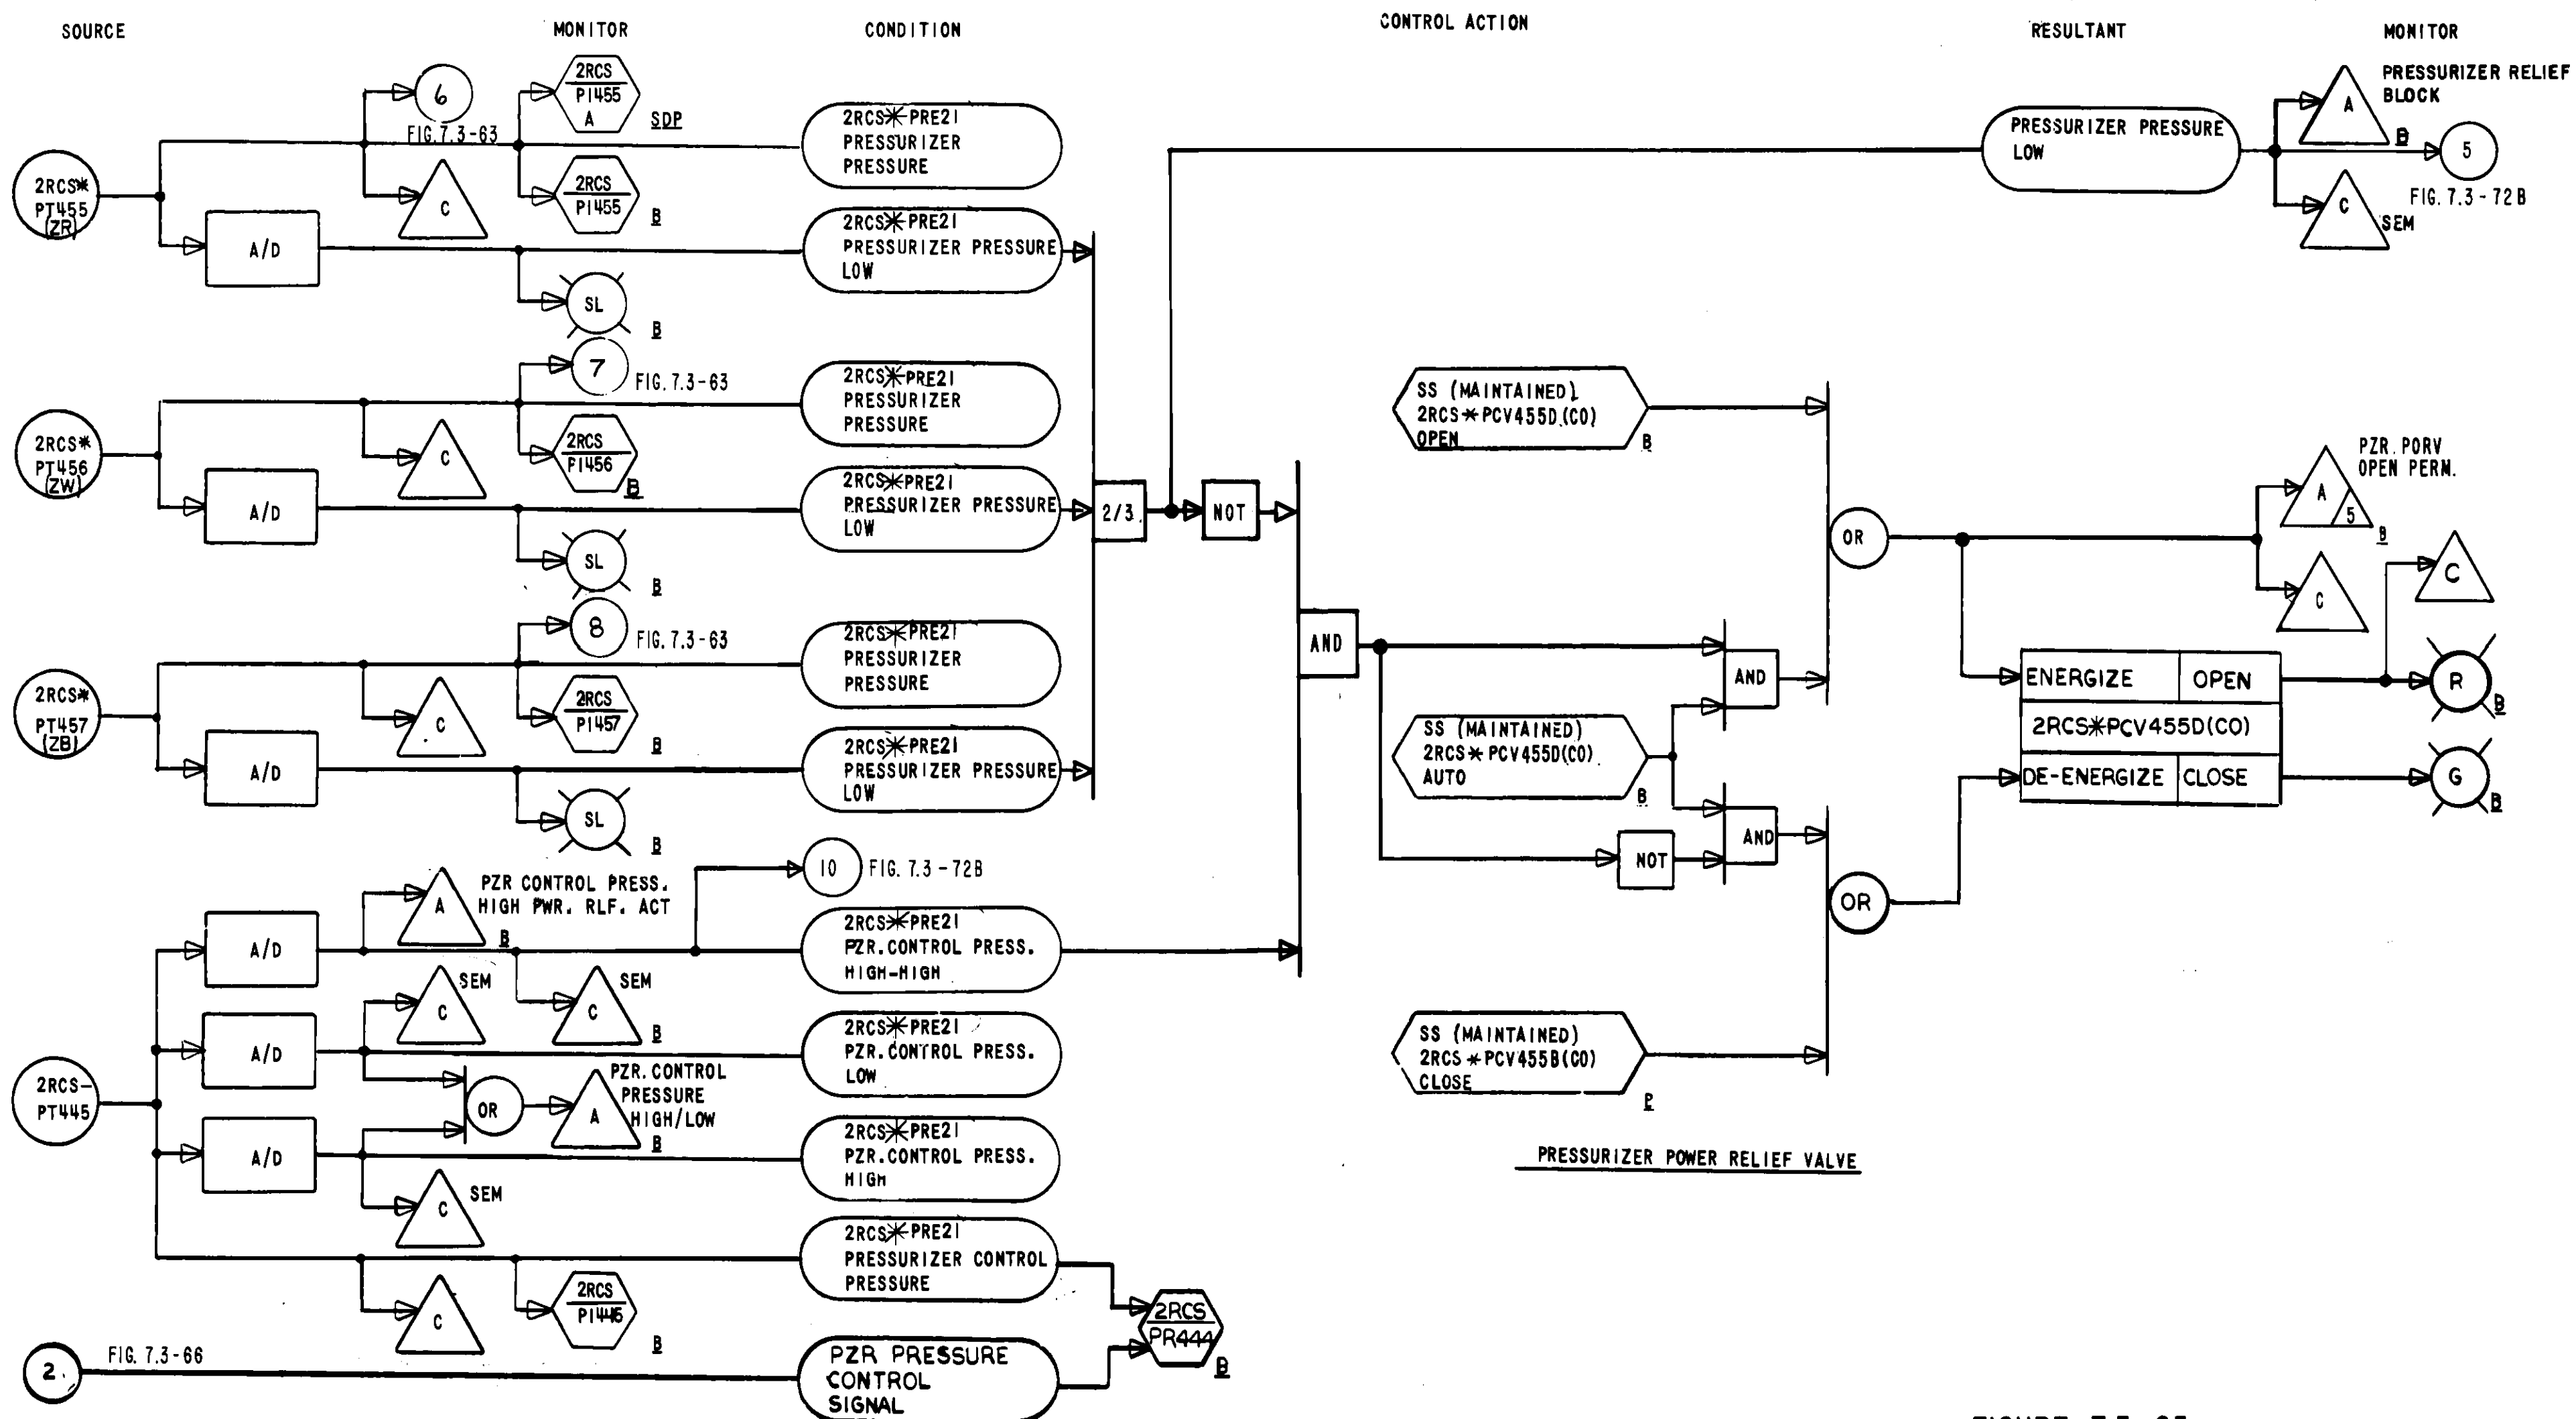 SOURCE
MONITOR
CONDITION
CONTROL ACTION
RESULTANT
MONITOR
2RCS*
PT455
(ZR)
6
FIG. 7.3-63
C
A/D
2RCS
PI455
A
SDP
2RCS
PI455
B
SL
B
2RCS*PRE21
PRESSURIZER
PRESSURE
2RCS*PRE21
PRESSURIZER PRESSURE
LOW
PRESSURIZER PRESSURE
LOW
A
PRESSURIZER RELIEF
BLOCK
B
5
FIG. 7.3-72B
C
SEM
2RCS*
PT456
(ZW)
7
FIG. 7.3-63
C
A/D
2RCS
PI456
B
SL
B
2RCS*PRE21
PRESSURIZER
PRESSURE
2RCS*PRE21
PRESSURIZER PRESSURE
LOW
2/3
NOT
2RCS*
PT457
(ZB)
8
FIG. 7.3-63
C
A/D
2RCS
PI457
B
SL
B
2RCS*PRE21
PRESSURIZER
PRESSURE
2RCS*PRE21
PRESSURIZER PRESSURE
LOW
AND
SS (MAINTAINED)
2RCS*PCV455D(CO)
OPEN
B
SS (MAINTAINED)
2RCS*PCV455D(CO)
AUTO
B
AND
NOT
AND
OR
OR
SS (MAINTAINED)
2RCS*PCV455B(CO)
CLOSE
PRESSURIZER POWER RELIEF VALVE
A
5
PZR. PORV
OPEN PERM.
B
C
C
ENERGIZE OPEN
2RCS*PCV455D(CO)
DE-ENERGIZE CLOSE
R
B
G
B
2RCS-
PT445
A/D
A
PZR CONTROL PRESS.
HIGH PWR. RLF. ACT
B
10
FIG. 7.3-72B
2RCS*PRE21
PZR.CONTROL PRESS.
HIGH-HIGH
C
SEM
C
SEM
B
A/D
2RCS*PRE21
PZR.CONTROL PRESS.
LOW
OR
A
PZR.CONTROL
PRESSURE
HIGH/LOW
B
A/D
2RCS*PRE21
PZR.CONTROL PRESS.
HIGH
C
SEM
2RCS*PRE21
PRESSURIZER CONTROL
PRESSURE
C
2RCS
B
2RCS
PR444
B
2
FIG. 7.3-66
PZR PRESSURE
CONTROL
SIGNAL